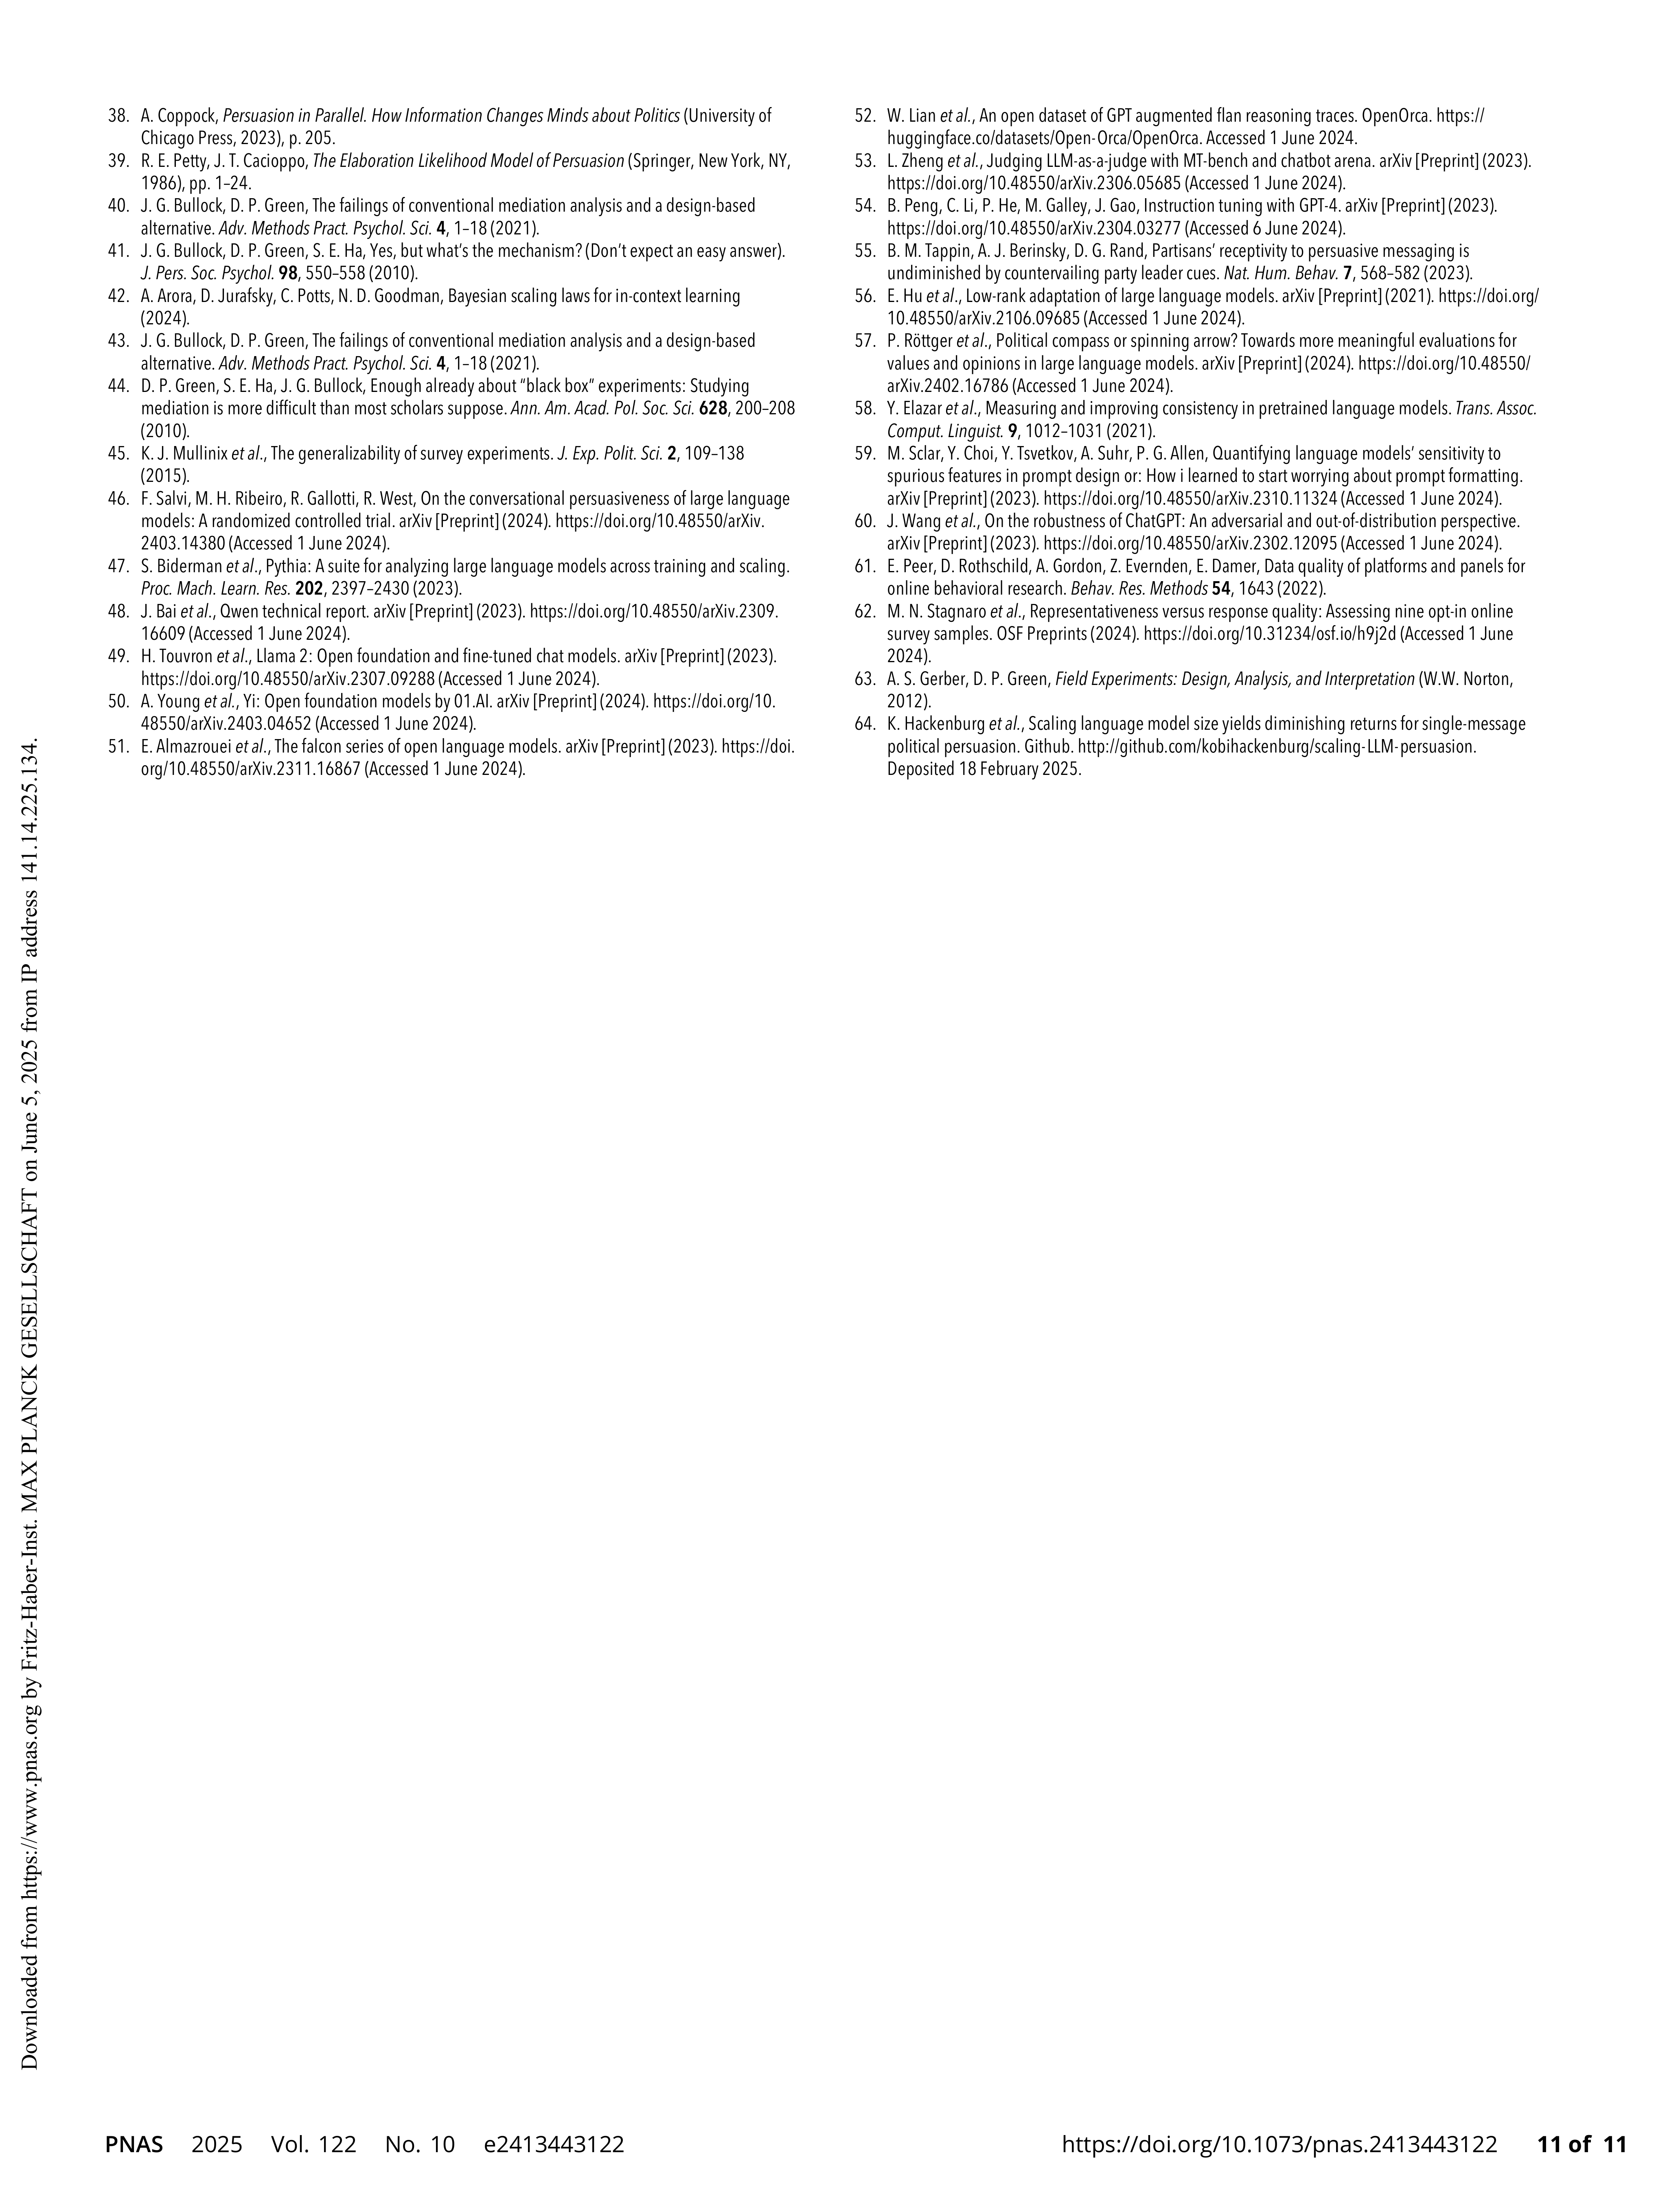 38. A. Coppock, Persuasion in Parallel. How Information Changes Minds about Politics (University of
Chicago Press, 2023), p. 205.
39. R. E. Petty, J. T. Cacioppo, The Elaboration Likelihood Model of Persuasion (Springer, New York, NY,
1986), pp. 1–24.
40. J. G. Bullock, D. P. Green, The failings of conventional mediation analysis and a design-based
alternative. Adv. Methods Pract. Psychol. Sci. 4, 1–18 (2021).
41. J. G. Bullock, D. P. Green, S. E. Ha, Yes, but what’s the mechanism? (Don’t expect an easy answer).
J. Pers. Soc. Psychol. 98, 550–558 (2010).
42. A. Arora, D. Jurafsky, C. Potts, N. D. Goodman, Bayesian scaling laws for in-context learning
(2024).
43. J. G. Bullock, D. P. Green, The failings of conventional mediation analysis and a design-based
alternative. Adv. Methods Pract. Psychol. Sci. 4, 1–18 (2021).
44. D. P. Green, S. E. Ha, J. G. Bullock, Enough already about “black box” experiments: Studying
mediation is more difficult than most scholars suppose. Ann. Am. Acad. Pol. Soc. Sci. 628, 200–208
(2010).
45. K. J. Mullinix et al., The generalizability of survey experiments. J. Exp. Polit. Sci. 2, 109–138
(2015).
46. F. Salvi, M. H. Ribeiro, R. Gallotti, R. West, On the conversational persuasiveness of large language
models: A randomized controlled trial. arXiv [Preprint] (2024). https://doi.org/10.48550/arXiv.
2403.14380 (Accessed 1 June 2024).
47. S. Biderman et al., Pythia: A suite for analyzing large language models across training and scaling.
Proc. Mach. Learn. Res. 202, 2397–2430 (2023).
48. J. Bai et al., Qwen technical report. arXiv [Preprint] (2023). https://doi.org/10.48550/arXiv.2309.
16609 (Accessed 1 June 2024).
49. H. Touvron et al., Llama 2: Open foundation and fine-tuned chat models. arXiv [Preprint] (2023).
https://doi.org/10.48550/arXiv.2307.09288 (Accessed 1 June 2024).
50. A. Young et al., Yi: Open foundation models by 01.AI. arXiv [Preprint] (2024). https://doi.org/10.
48550/arXiv.2403.04652 (Accessed 1 June 2024).
51. E. Almazrouei et al., The falcon series of open language models. arXiv [Preprint] (2023). https://doi.
org/10.48550/arXiv.2311.16867 (Accessed 1 June 2024).
52. W. Lian et al., An open dataset of GPT augmented flan reasoning traces. OpenOrca. https://
huggingface.co/datasets/Open-Orca/OpenOrca. Accessed 1 June 2024.
53. L. Zheng et al., Judging LLM-as-a-judge with MT-bench and chatbot arena. arXiv [Preprint] (2023).
https://doi.org/10.48550/arXiv.2306.05685 (Accessed 1 June 2024).
54. B. Peng, C. Li, P. He, M. Galley, J. Gao, Instruction tuning with GPT-4. arXiv [Preprint] (2023).
https://doi.org/10.48550/arXiv.2304.03277 (Accessed 6 June 2024).
55. B. M. Tappin, A. J. Berinsky, D. G. Rand, Partisans’ receptivity to persuasive messaging is
undiminished by countervailing party leader cues. Nat. Hum. Behav. 7, 568–582 (2023).
56. E. Hu et al., Low-rank adaptation of large language models. arXiv [Preprint] (2021). https://doi.org/
10.48550/arXiv.2106.09685 (Accessed 1 June 2024).
57. P. Röttger et al., Political compass or spinning arrow? Towards more meaningful evaluations for
values and opinions in large language models. arXiv [Preprint] (2024). https://doi.org/10.48550/
arXiv.2402.16786 (Accessed 1 June 2024).
58. Y. Elazar et al., Measuring and improving consistency in pretrained language models. Trans. Assoc.
Comput. Linguist. 9, 1012–1031 (2021).
59. M. Sclar, Y. Choi, Y. Tsvetkov, A. Suhr, P. G. Allen, Quantifying language models’ sensitivity to
spurious features in prompt design or: How i learned to start worrying about prompt formatting.
arXiv [Preprint] (2023). https://doi.org/10.48550/arXiv.2310.11324 (Accessed 1 June 2024).
60. J. Wang et al., On the robustness of ChatGPT: An adversarial and out-of-distribution perspective.
arXiv [Preprint] (2023). https://doi.org/10.48550/arXiv.2302.12095 (Accessed 1 June 2024).
61. E. Peer, D. Rothschild, A. Gordon, Z. Evernden, E. Damer, Data quality of platforms and panels for
online behavioral research. Behav. Res. Methods 54, 1643 (2022).
62. M. N. Stagnaro et al., Representativeness versus response quality: Assessing nine opt-in online
survey samples. OSF Preprints (2024). https://doi.org/10.31234/osf.io/h9j2d (Accessed 1 June
2024).
63. A. S. Gerber, D. P. Green, Field Experiments: Design, Analysis, and Interpretation (W.W. Norton,
2012).
64. K. Hackenburg et al., Scaling language model size yields diminishing returns for single-message
political persuasion. Github. http://github.com/kobihackenburg/scaling-LLM-persuasion.
Deposited 18 February 2025.
Downloaded from https://www.pnas.org by Fritz-Haber-Inst. MAX PLANCK GESELLSCHAFT on June 5, 2025 from IP address 141.14.225.134.
PNAS 2025 Vol. 122 No. 10 e2413443122
https://doi.org/10.1073/pnas.2413443122 11 of 11